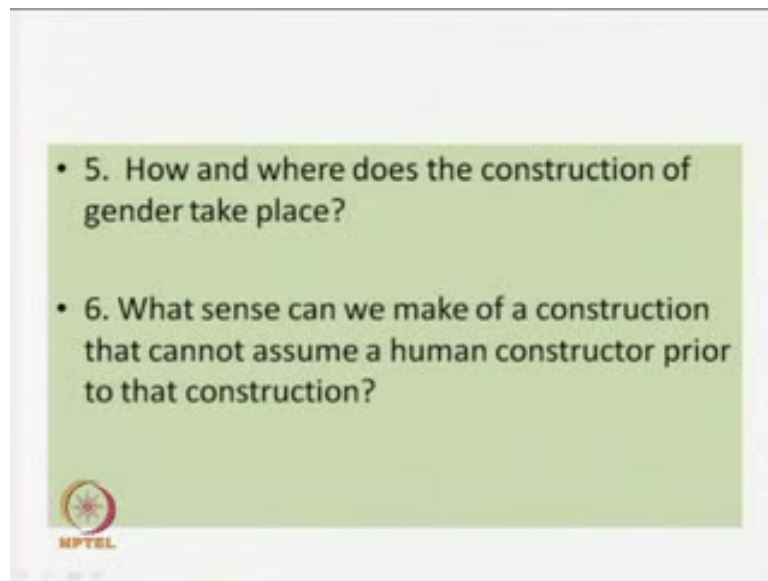 • 5. How and where does the construction of
gender take place?
• 6. What sense can we make of a construction
that cannot assume a human constructor prior
to that construction?
NPTEL